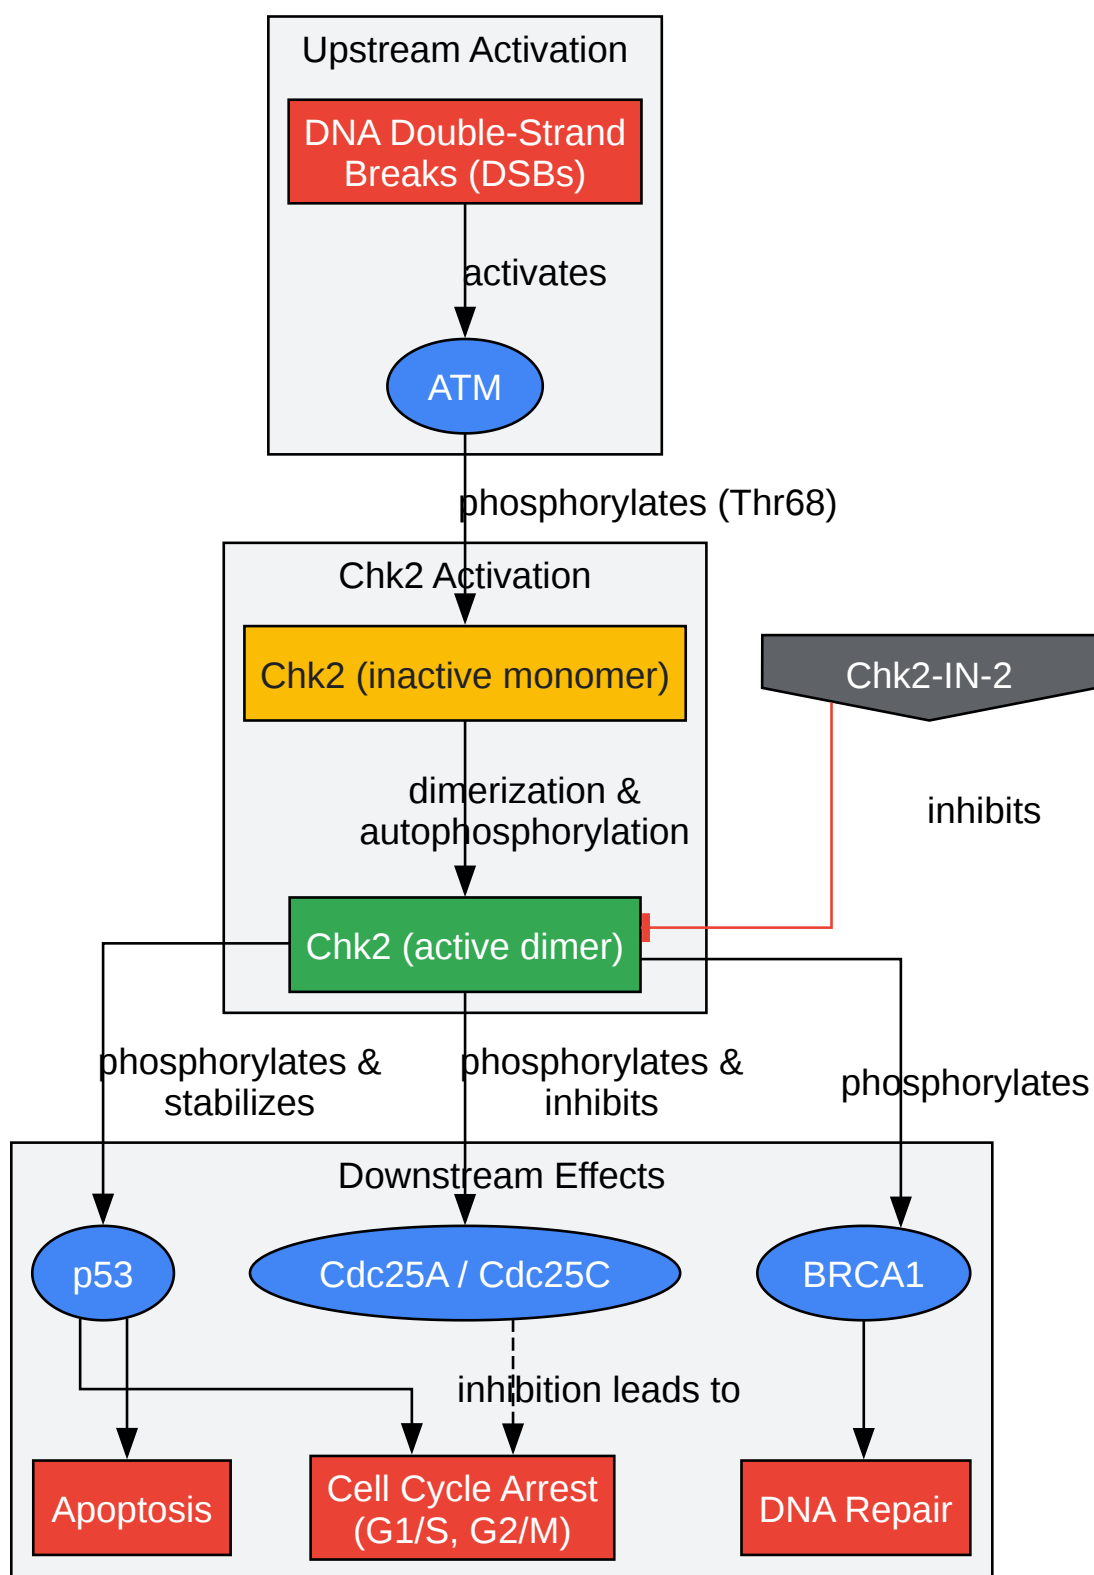 Upstream Activation
DNA Double-Strand
Breaks (DSBs)
activates
ATM
phosphorylates (Thr68)
Chk2 Activation
Chk2 (inactive monomer)
Chk2-IN-2
dimerization &
autophosphorylation
inhibits
Chk2 (active dimer)
phosphorylates &
stabilizes
phosphorylates &
inhibits
phosphorylates
Downstream Effects
p53
Cdc25A / Cdc25C
BRCA1
inhibition leads to
Apoptosis
Cell Cycle Arrest
(G1/S, G2/M)
DNA Repair